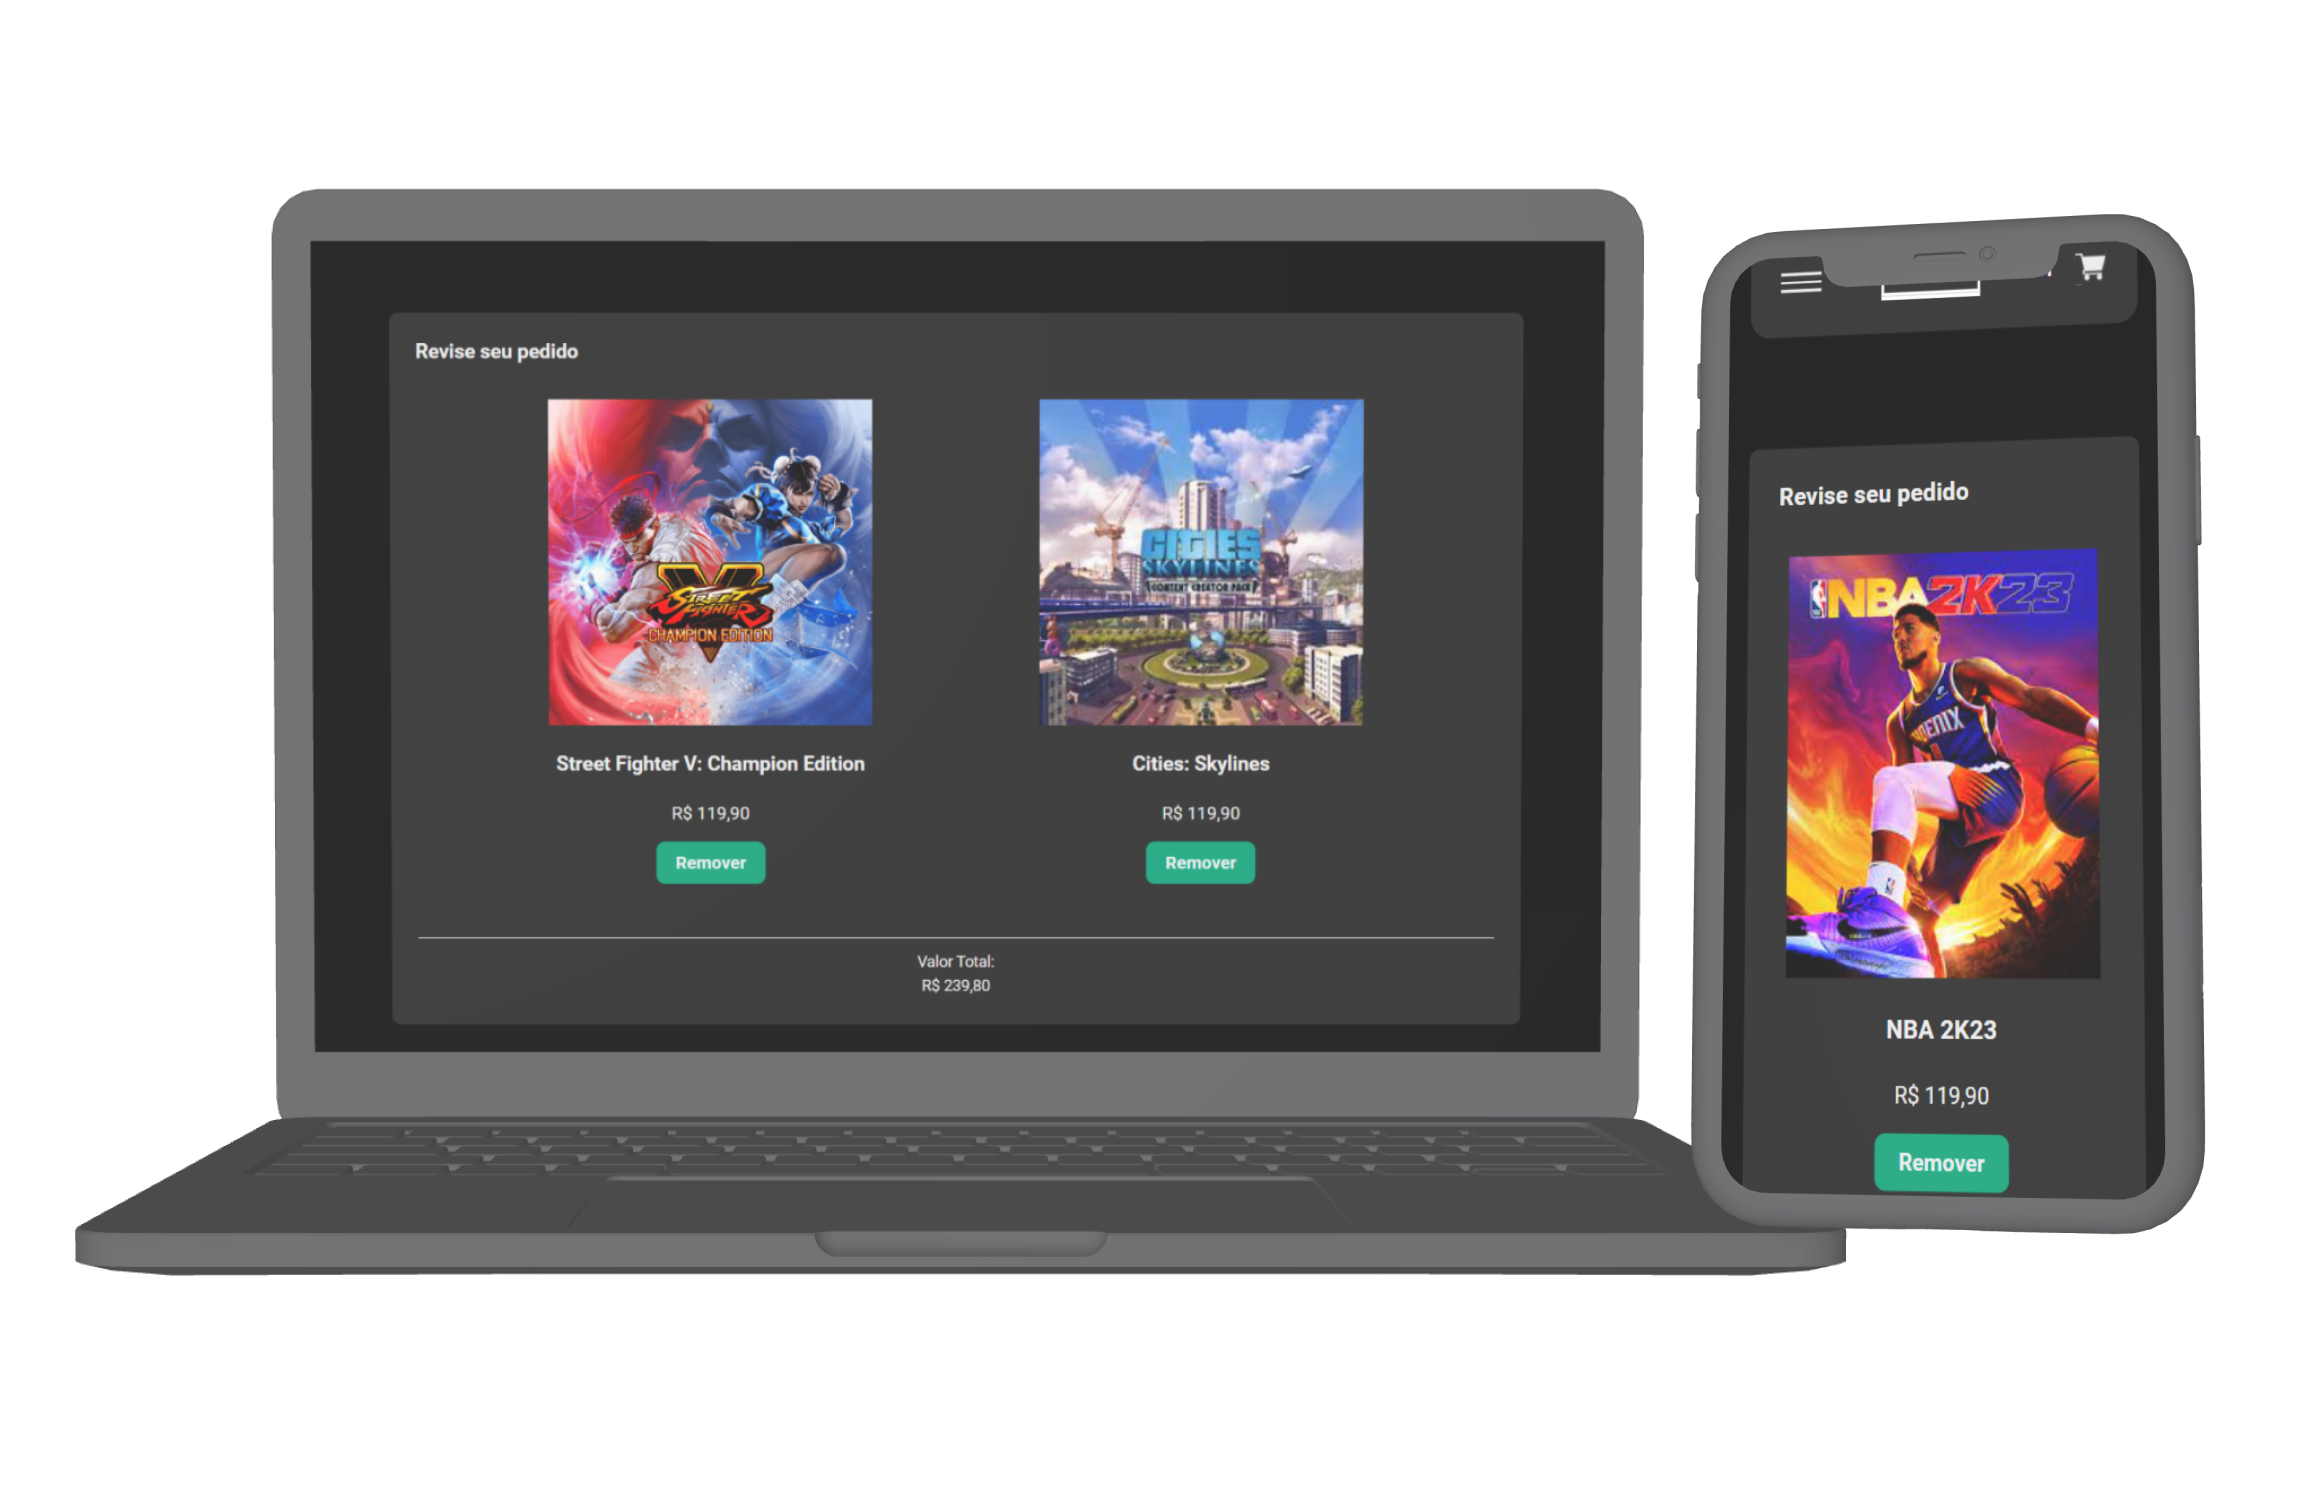 Revise seu pedido
STREET
FIGHTER
CHAMPION EDITION
CITIES
SKYLINES
CONTENT CREATOR PACK
Street Fighter V: Champion Edition
Cities: Skylines
R$ 119,90
R$ 119,90
Remover
Remover
Valor Total:
R$ 239,80
Revise seu pedido
NBA 2K23
NBA 2K23
R$ 119,90
Remover